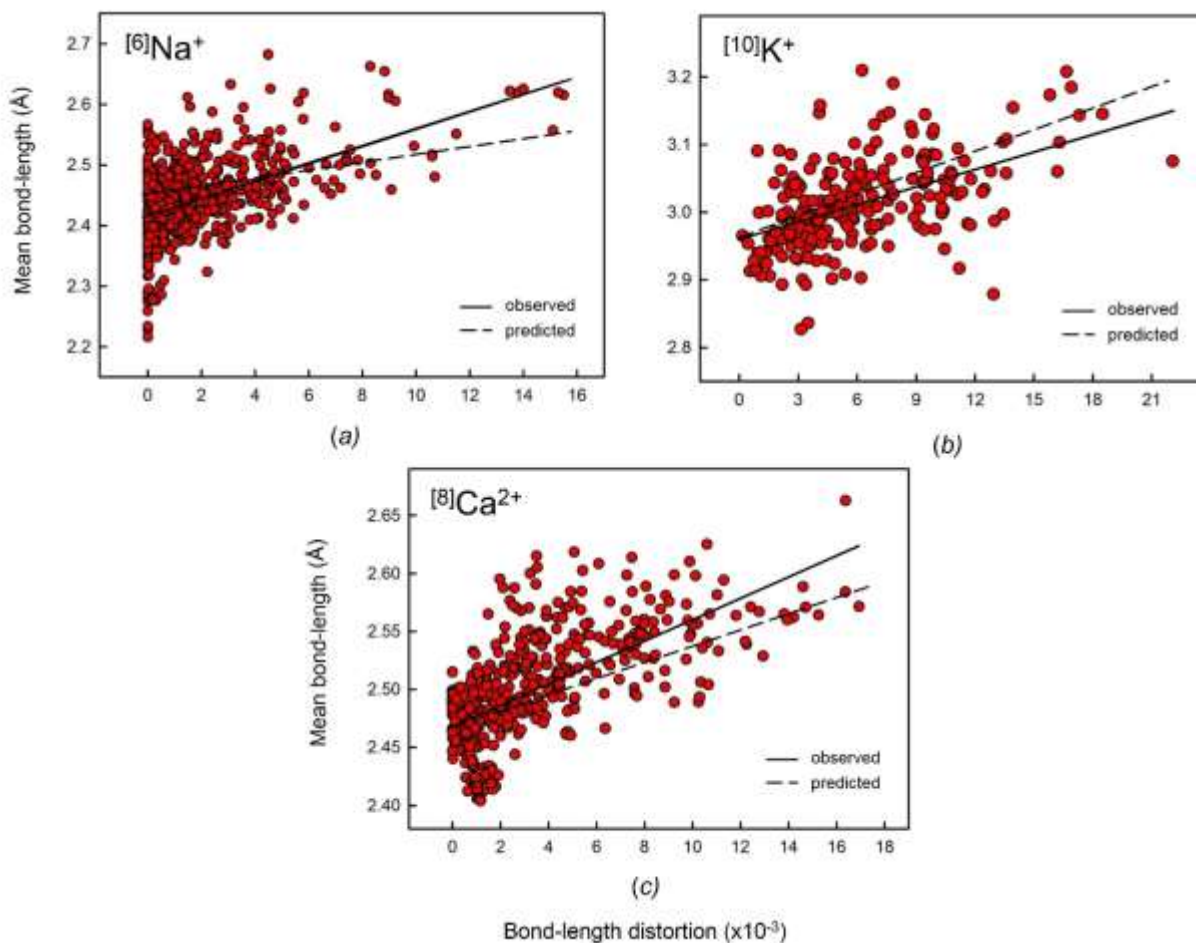 [6]Na+
Mean bond-length (Å)
2.7
2.6
2.5
2.4
2.3
2.2
observed
predicted
0 2 4 6 8 10 12 14 16
(a)
[10]K+
3.2
3.1
3.0
2.9
2.8
observed
predicted
0 3 6 9 12 15 18 21
(b)
[8]Ca2+
Mean bond-length (Å)
2.65
2.60
2.55
2.50
2.45
2.40
observed
predicted
0 2 4 6 8 10 12 14 16 18
(c)
Bond-length distortion (x10-3)